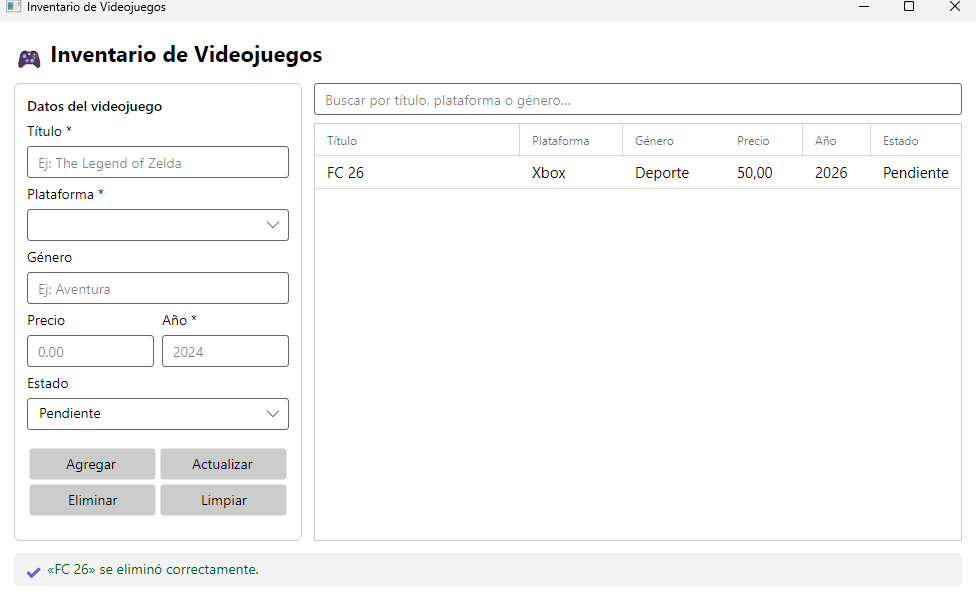 Inventario de Videojuegos
Inventario de Videojuegos
Datos del videojuego
Título *
Ej: The Legend of Zelda
Plataforma *
Género
Ej: Aventura
Precio Año *
0.00 2024
Estado
Pendiente
Agregar Actualizar
Eliminar Limpiar
Buscar por título, plataforma o género...
Título Plataforma Género Precio Año Estado
FC 26 Xbox Deporte 50,00 2026 Pendiente
«FC 26» se eliminó correctamente.